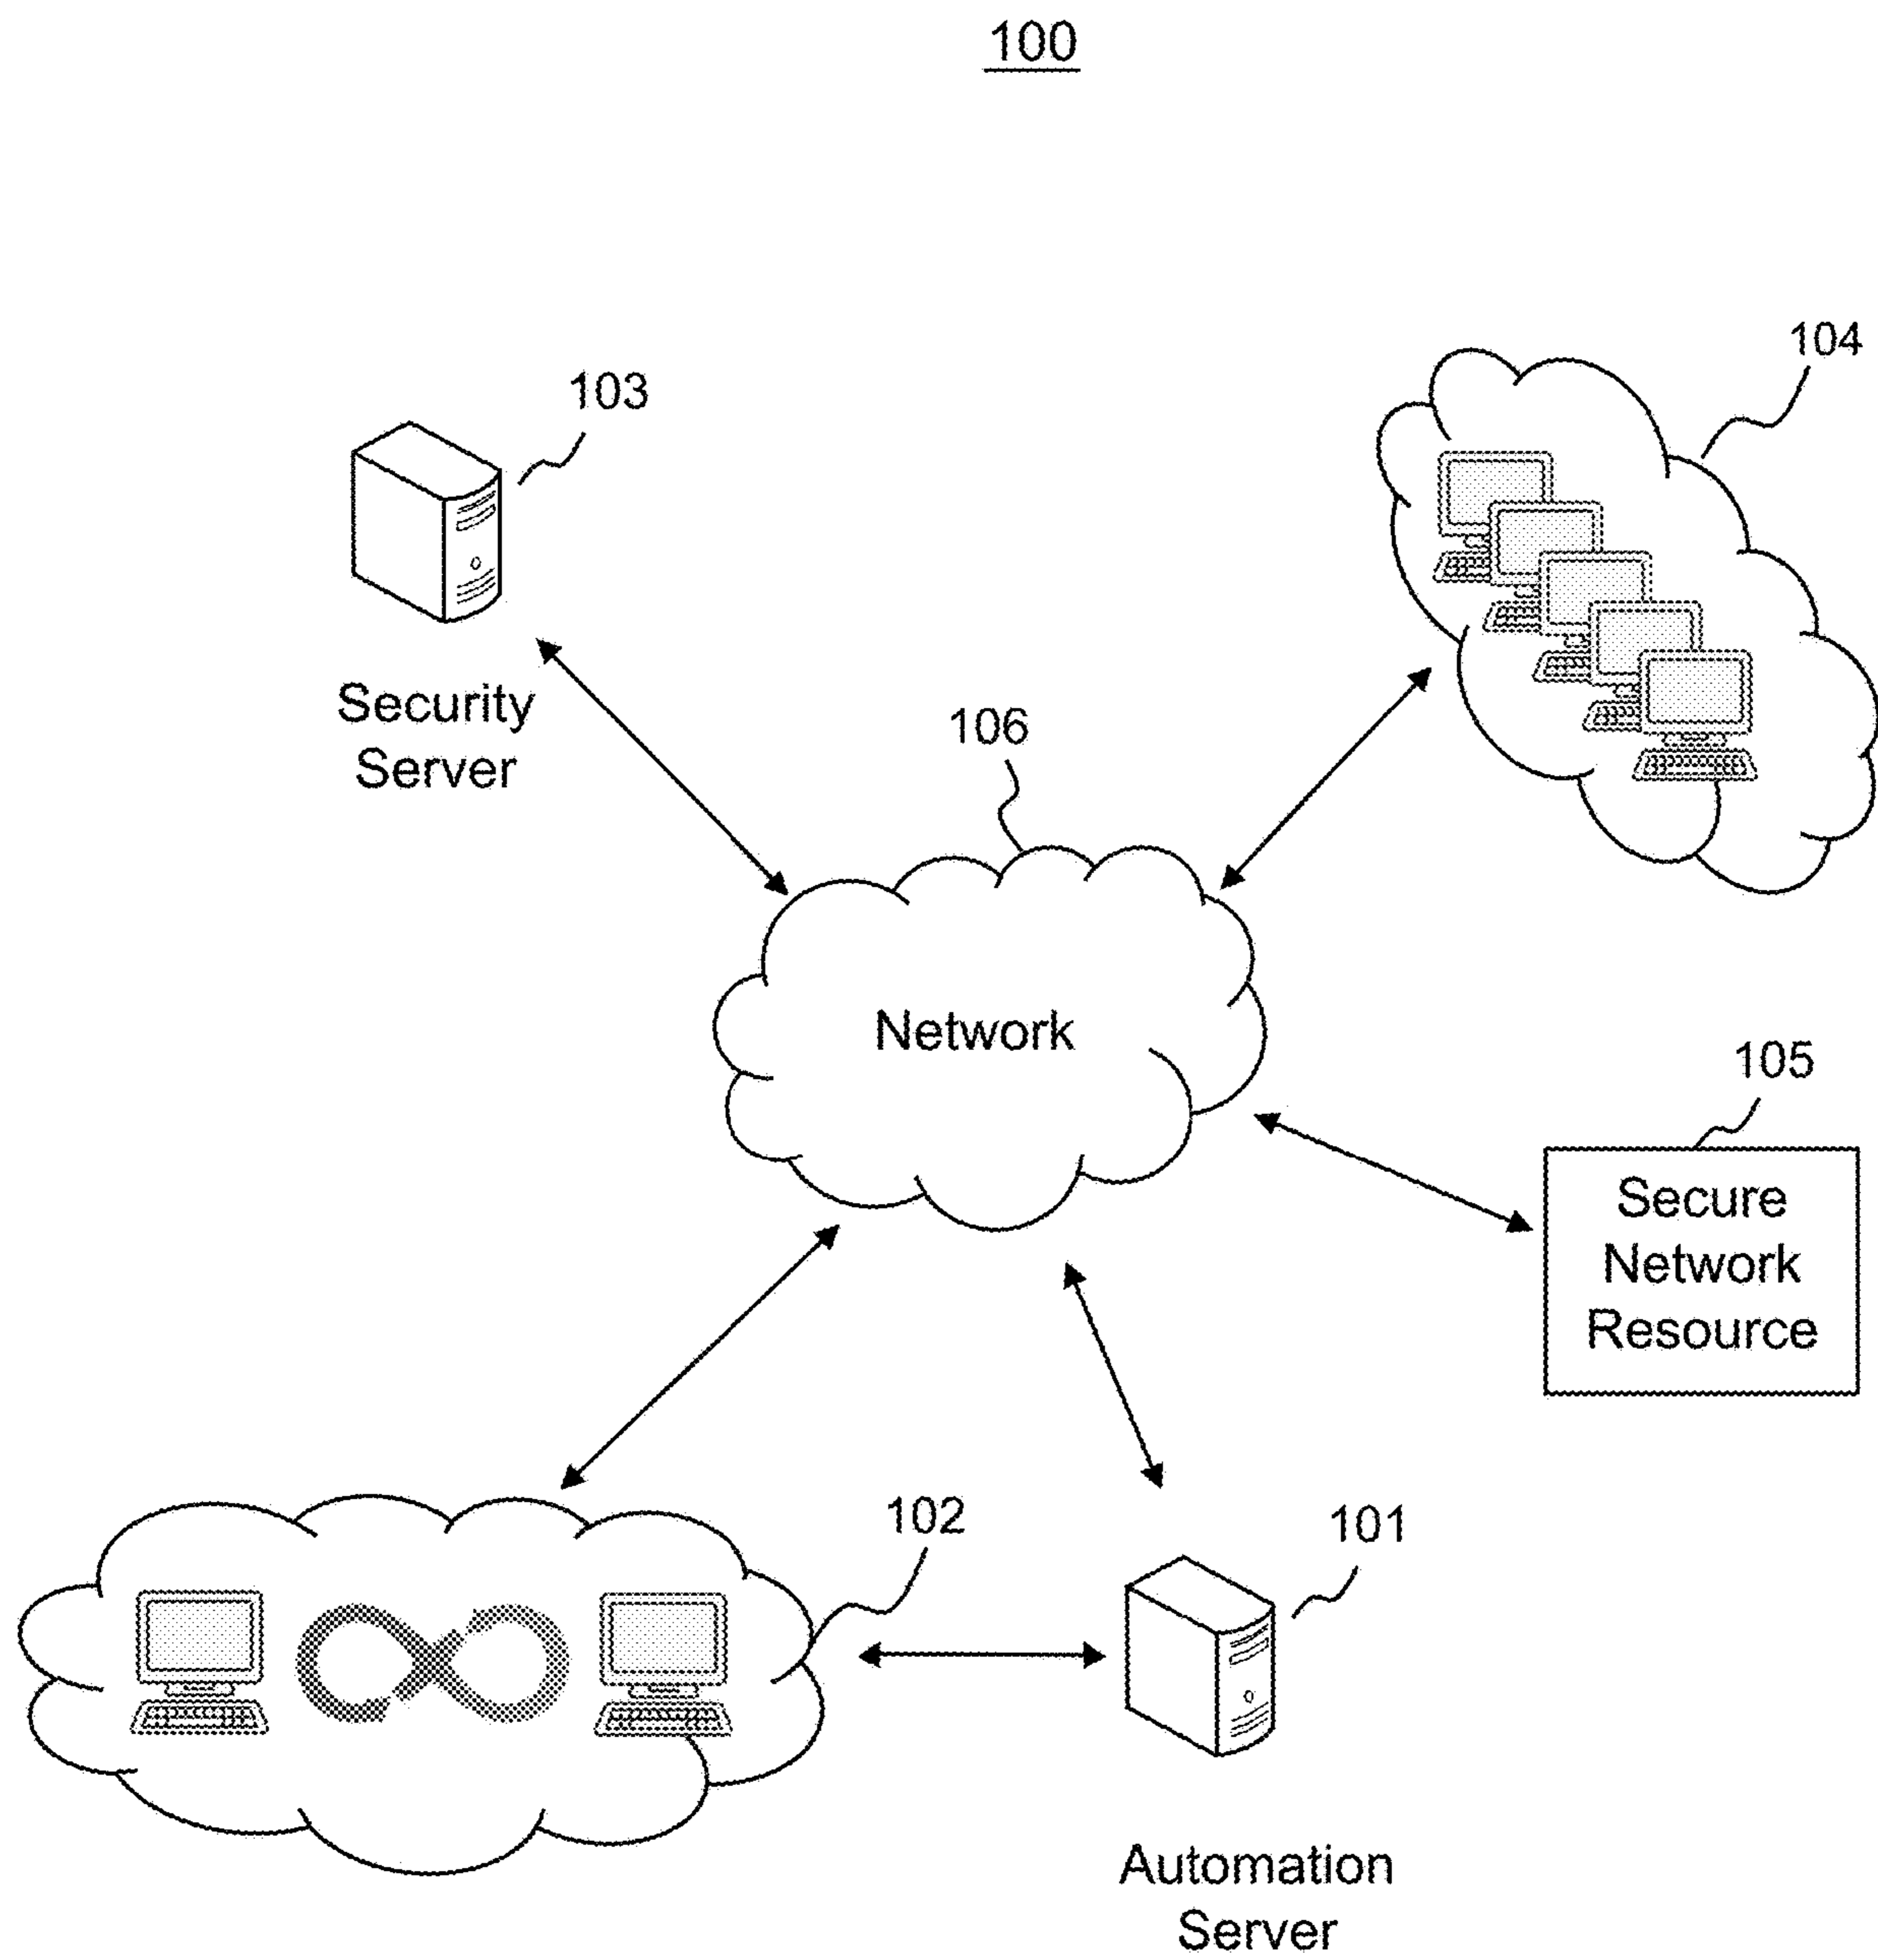 100
104
103
Security
Server
106
Network
105
Secure
Network
Resource
102
101
Automation
Server